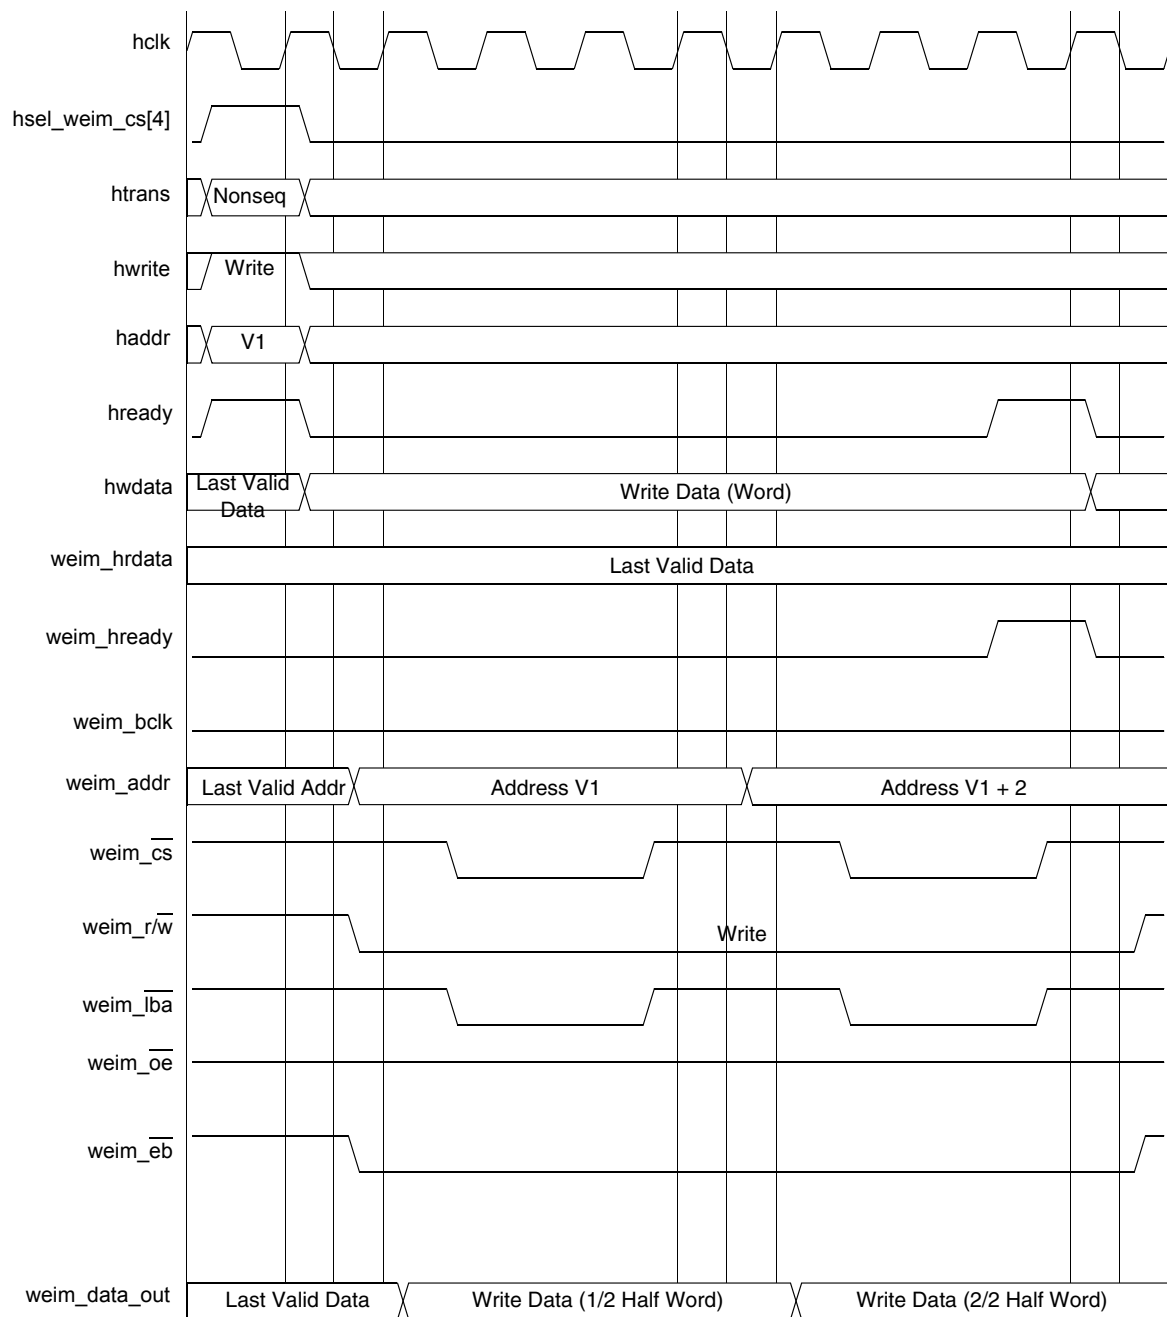 hclk
hsel_weim_cs[4]
htrans
Nonseq
hwrite
Write
haddr
V1
hready
hwdata
Last Valid
Data
Write Data (Word)
weim_hrdata
Last Valid Data
weim_hready
weim_bclk
weim_addr
Last Valid Addr
Address V1
Address V1 + 2
weim_cs
weim_r/w
Write
weim_lba
weim_oe
weim_eb
weim_data_out
Last Valid Data
Write Data (1/2 Half Word)
Write Data (2/2 Half Word)